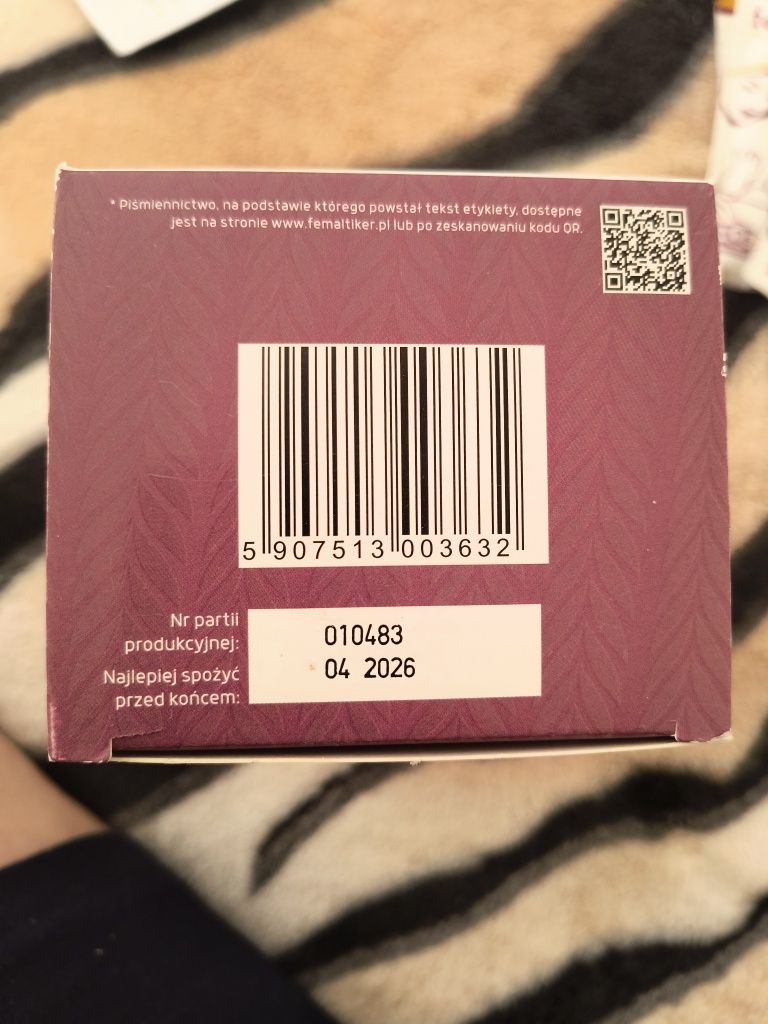 * Piśmiennictwo, na podstawie którego powstał tekst etykiety, dostępne
jest na stronie www.femaltiker.pl lub po zeskanowaniu kodu QR.
5 907513 003632
Nr partii
produkcyjnej:
010483
Najlepiej spożyć
przed końcem:
04 2026